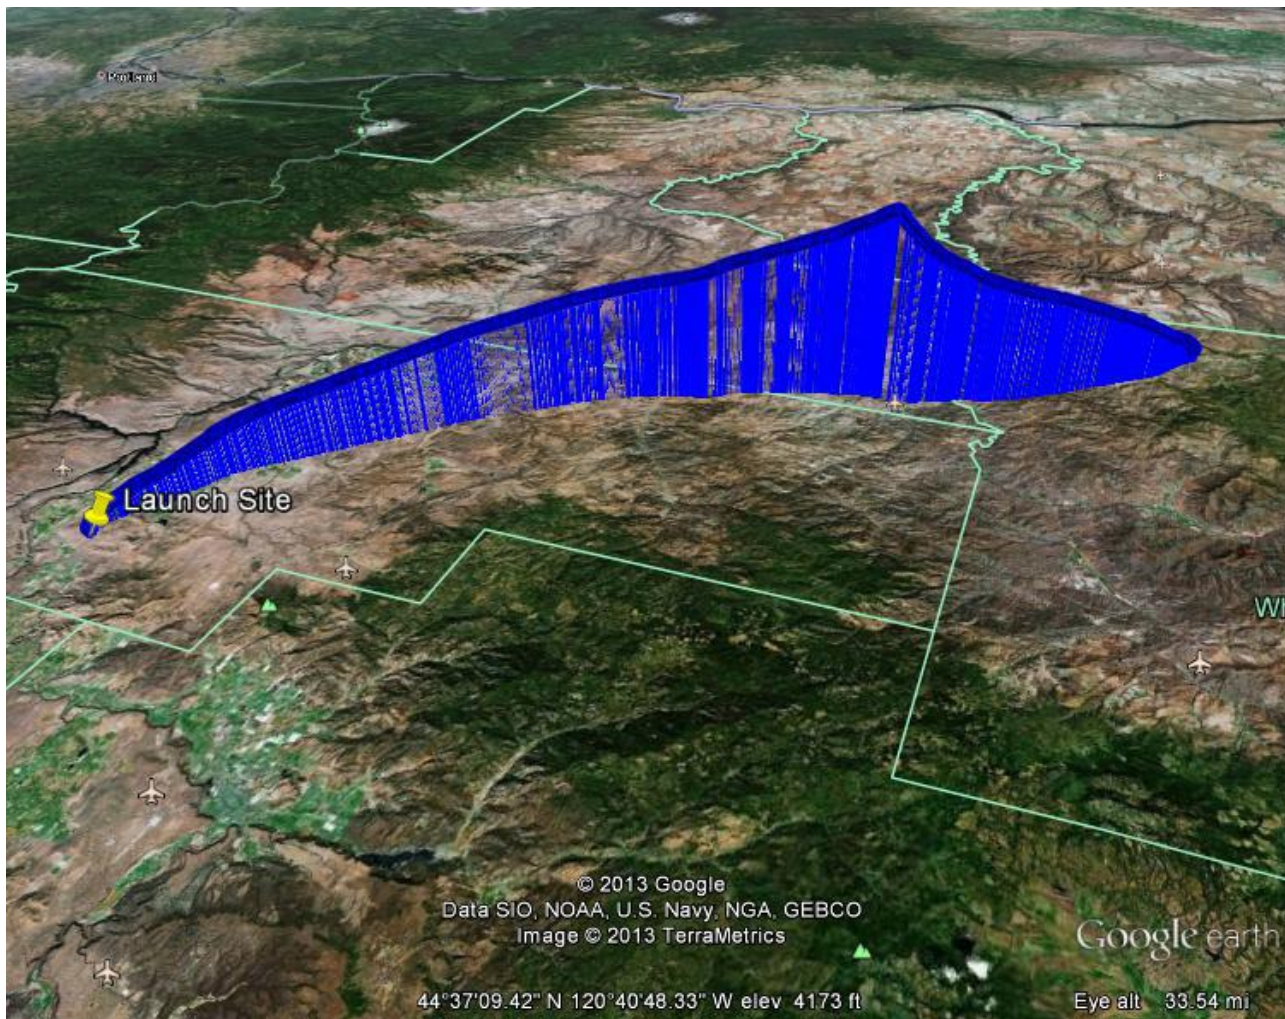 Portland
Launch Site
© 2013 Google
Data SIO, NOAA, U.S. Navy, NGA, GEBCO
Image © 2013 TerraMetrics
Google earth
44°37'09.42" N 120°40'48.33" W elev 4173 ft
Eye alt 33.54 mi